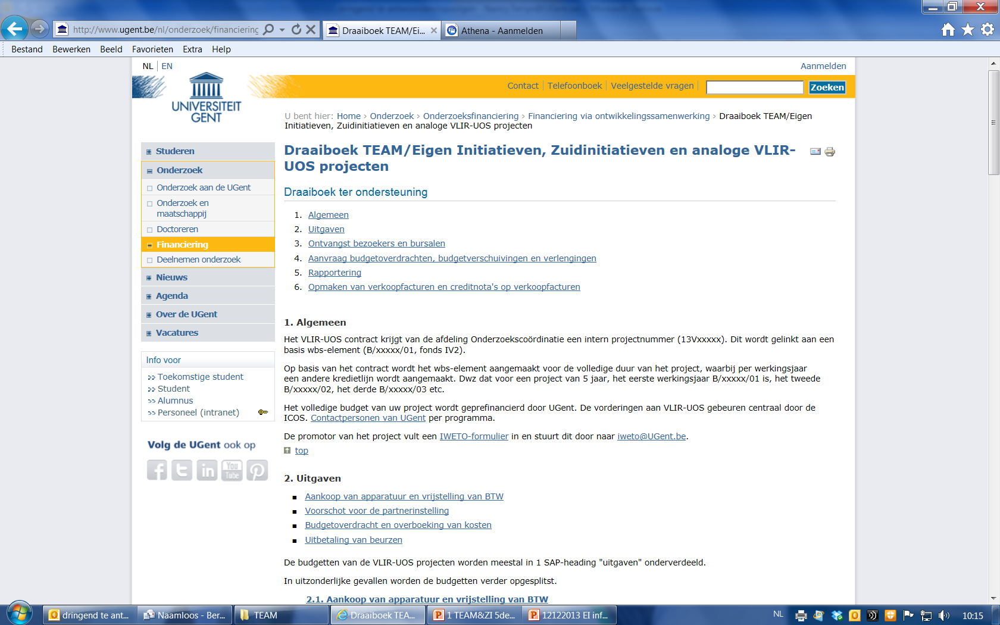 http://www.ugent.be/nl/onderzoek/financiering
Draaiboek TEAM/Ei...
Athena - Aanmelden
Bestand Bewerken Beeld Favorieten Extra Help
NL EN
Aanmelden
UNIVERSITEIT
GENT
Contact Telefoonboek Veelgestelde vragen Zoeken
U bent hier: Home › Onderzoek › Onderzoeksfinanciering › Financiering via ontwikkelingssamenwerking › Draaiboek TEAM/Eigen
Initiatieven, Zuidinitiatieven en analoge VLIR-UOS projecten
Studeren
Onderzoek
Onderzoek aan de UGent
Onderzoek en
maatschappij
Doctoreren
Financiering
Deelnemen onderzoek
Nieuws
Agenda
Over de UGent
Vacatures
Info voor
Toekomstige student
Student
Alumnus
Personeel (intranet)
Volg de UGent ook op
You
Tube
Draaiboek TEAM/Eigen Initiatieven, Zuidinitiatieven en analoge VLIR-
UOS projecten
Draaiboek ter ondersteuning
1. Algemeen
2. Uitgaven
3. Ontvangst bezoekers en bursalen
4. Aanvraag budgetoverdrachten, budgetverschuivingen en verlengingen
5. Rapportering
6. Opmaken van verkoopfacturen en creditnota's op verkoopfacturen
1. Algemeen
Het VLIR-UOS contract krijgt van de afdeling Onderzoekscoördinatie een intern projectnummer (13Vxxxxx). Dit wordt gelinkt aan een
basis wbs-element (B/xxxxx/01, fonds IV2).
Op basis van het contract wordt het wbs-element aangemaakt voor de volledige duur van het project, waarbij per werkingsjaar
een andere kredietlijn wordt aangemaakt. Dwz dat voor een project van 5 jaar, het eerste werkingsjaar B/xxxxx/01 is, het tweede
B/xxxxx/02, het derde B/xxxxx/03 etc.
Het volledige budget van uw project wordt geprefinancierd door UGent. De vorderingen aan VLIR-UOS gebeuren centraal door de
ICOS. Contactpersonen van UGent per programma.
De promotor van het project vult een IWETO-formulier in en stuurt dit door naar iweto@UGent.be.
top
2. Uitgaven
Aankoop van apparatuur en vrijstelling van BTW
Voorschot voor de partnerinstelling
Budgetoverdracht en overboeking van kosten
Uitbetaling van beurzen
De budgetten van de VLIR-UOS projecten worden meestal in 1 SAP-heading "uitgaven" onderverdeeld.
In uitzonderlijke gevallen worden de budgetten verder opgesplitst.
2.1. Aankoop van apparatuur en vrijstelling van BTW
dringend te ant... Naamloos - Ber... TEAM Draaiboek TEA... 1 TEAM&ZI 5de... 12122013 EI inf... NL 10:15